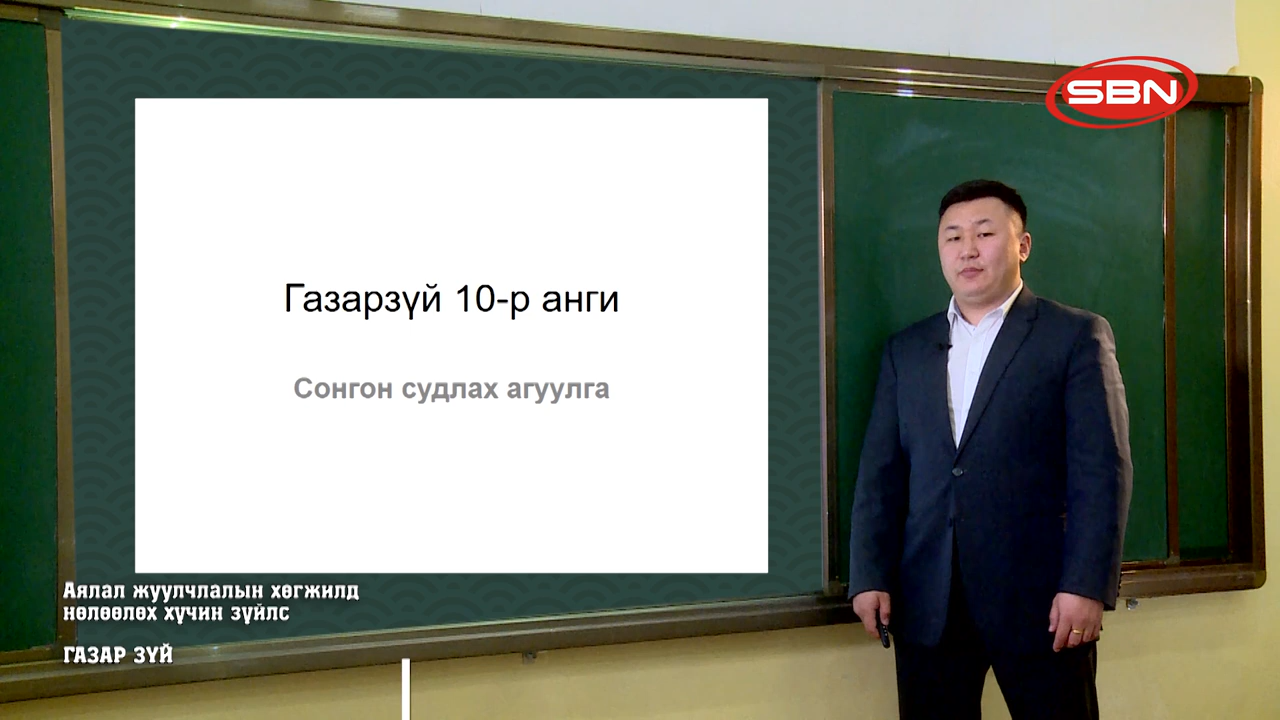 SBN
Газарзүй 10-р анги
Сонгон судлах агуулга
Аялал жуулчлалын хөгжилд
нөлөөлөх хүчин зүйлс
ГАЗАР ЗҮЙ